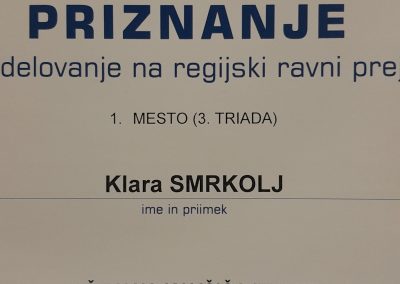 PRIZNANJE
delovanje na regijski ravni prej
1. MESTO (3. TRIADA)
Klara SMRKOLJ
ime in priimek